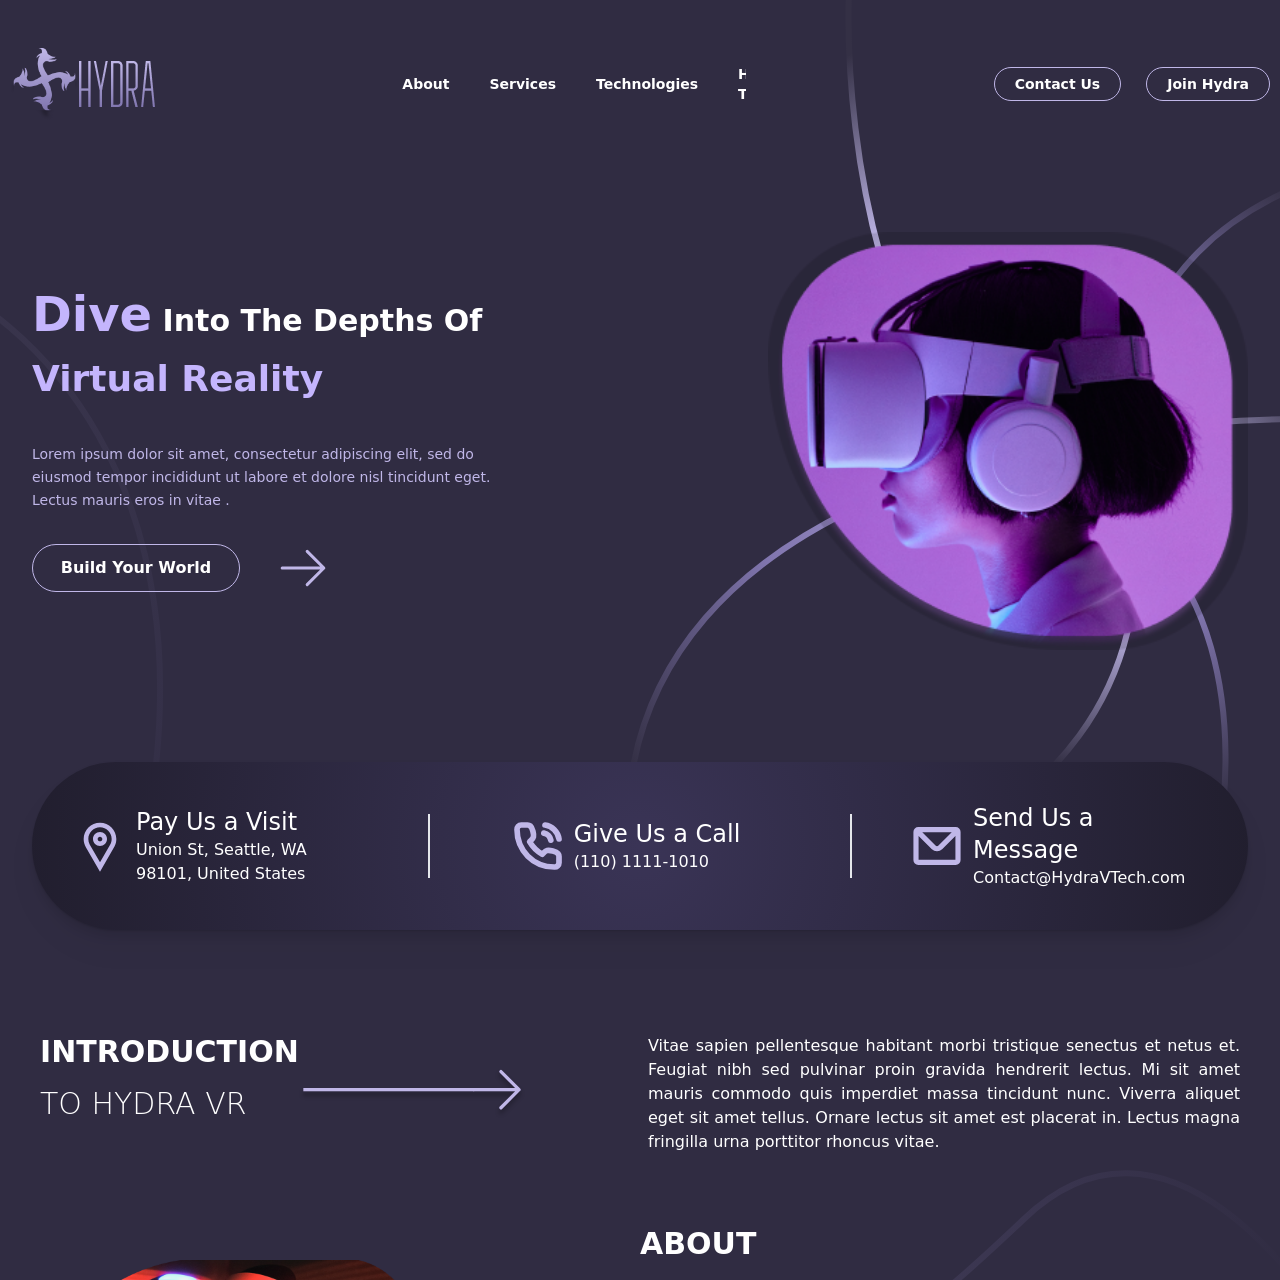 HYDRA
About Services Technologies
Contact Us Join Hydra
Dive Into The Depths Of
Virtual Reality
Lorem ipsum dolor sit amet, consectetur adipiscing elit, sed do
eiusmod tempor incididunt ut labore et dolore nisl tincidunt eget.
Lectus mauris eros in vitae .
Build Your World
Pay Us a Visit
Union St, Seattle, WA
98101, United States
Give Us a Call
(110) 1111-1010
Send Us a
Message
Contact@HydraVTech.com
INTRODUCTION
TO HYDRA VR
Vitae sapien pellentesque habitant morbi tristique senectus et netus et.
Feugiat nibh sed pulvinar proin gravida hendrerit lectus. Mi sit amet
mauris commodo quis imperdiet massa tincidunt nunc. Viverra aliquet
eget sit amet tellus. Ornare lectus sit amet est placerat in. Lectus magna
fringilla urna porttitor rhoncus vitae.
ABOUT